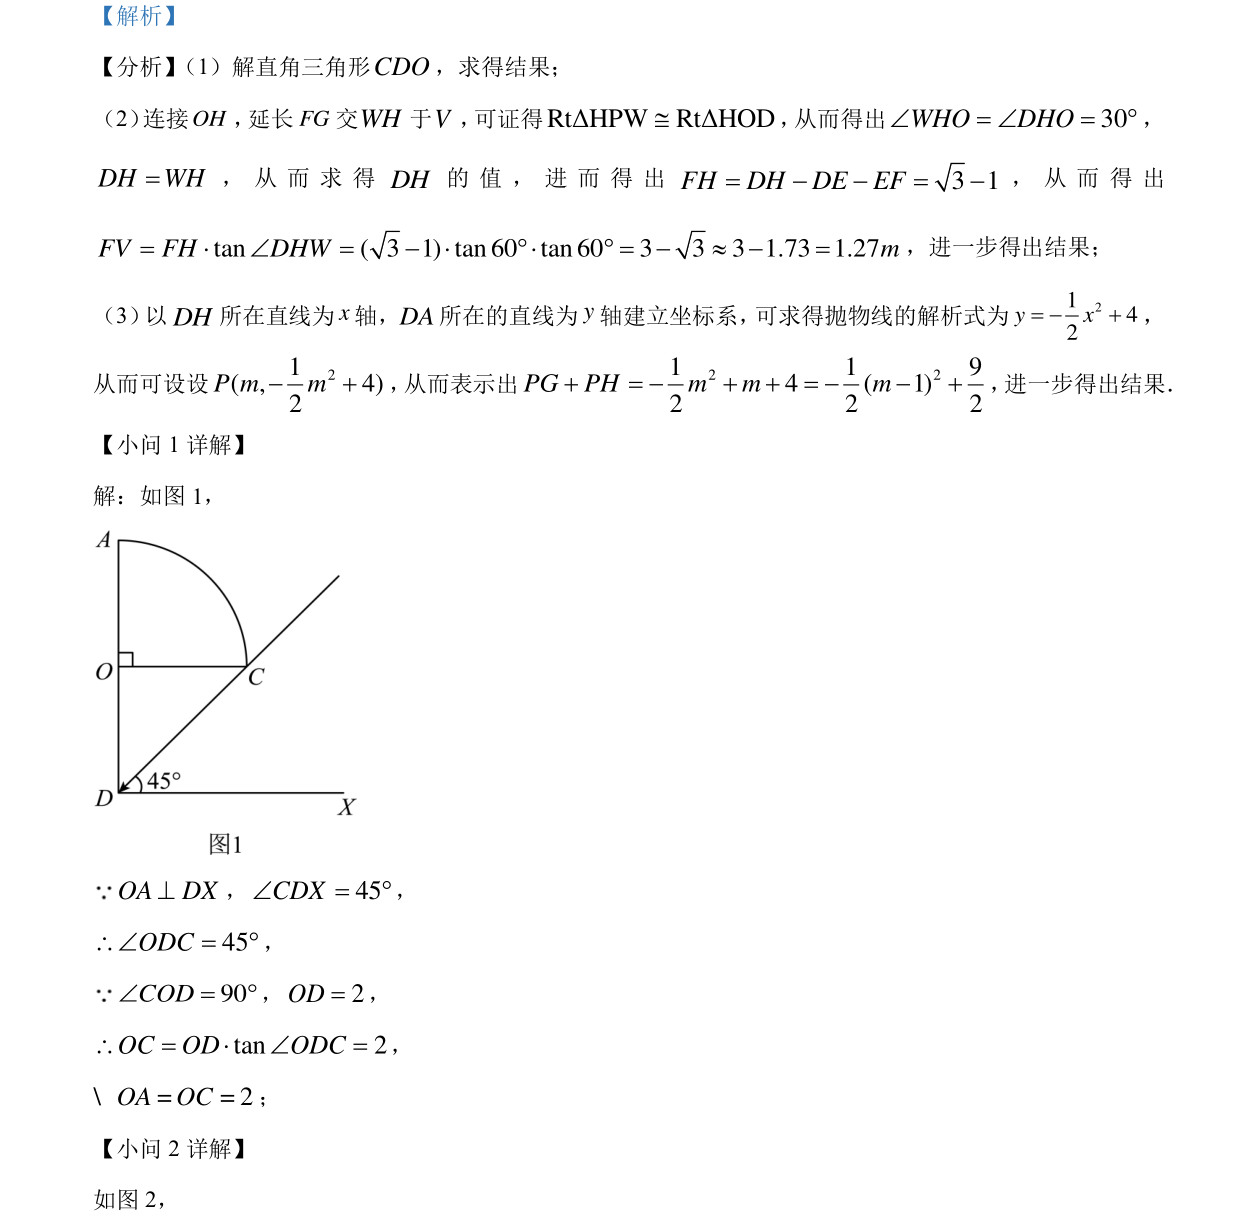 【解析】
【分析】（1）解直角三角形CDO，求得结果；
（2）连接OH，延长FG交WH于V，可证得RtΔHPW≅RtΔHOD，从而得出∠WHO=∠DHO=30°，
DH=WH，从而求得DH的值，进而得出FH=DH−DE−EF=√3−1，从而得出
FV=FH·tan∠DHW=(√3−1)·tan60°·tan60°=3−√3≈3−1.73=1.27m，进一步得出结果；
（3）以DH所在直线为x轴，DA所在的直线为y轴建立坐标系，可求得抛物线的解析式为y=−1/2x²+4，
从而可设设P(m,−1/2m²+4)，从而表示出PG+PH=−1/2m²+m+4=−1/2(m−1)²+9/2，进一步得出结果．
【小问1详解】
解：如图1，
A
O
C
45°
D
X
图1
∵OA⊥DX，∠CDX=45°，
∴∠ODC=45°，
∵∠COD=90°，OD=2，
∴OC=OD·tan∠ODC=2，
\ OA=OC=2；
【小问2详解】
如图2，